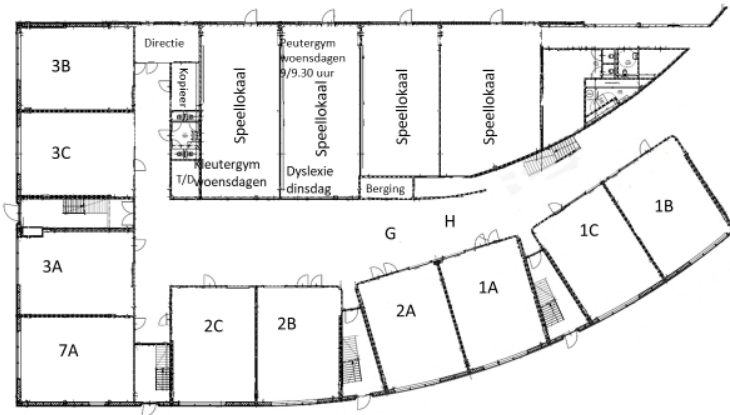 Directie
Peutergym
woensdagen
9/9.30 uur
3B
Kopieer
Speellokaal
Speellokaal
Speellokaal
Speellokaal
3C
T/D
Kleutergym
woensdagen
Dyslexie
dinsdag
Berging
1B
1C
H
G
3A
1A
2A
2B
2C
7A